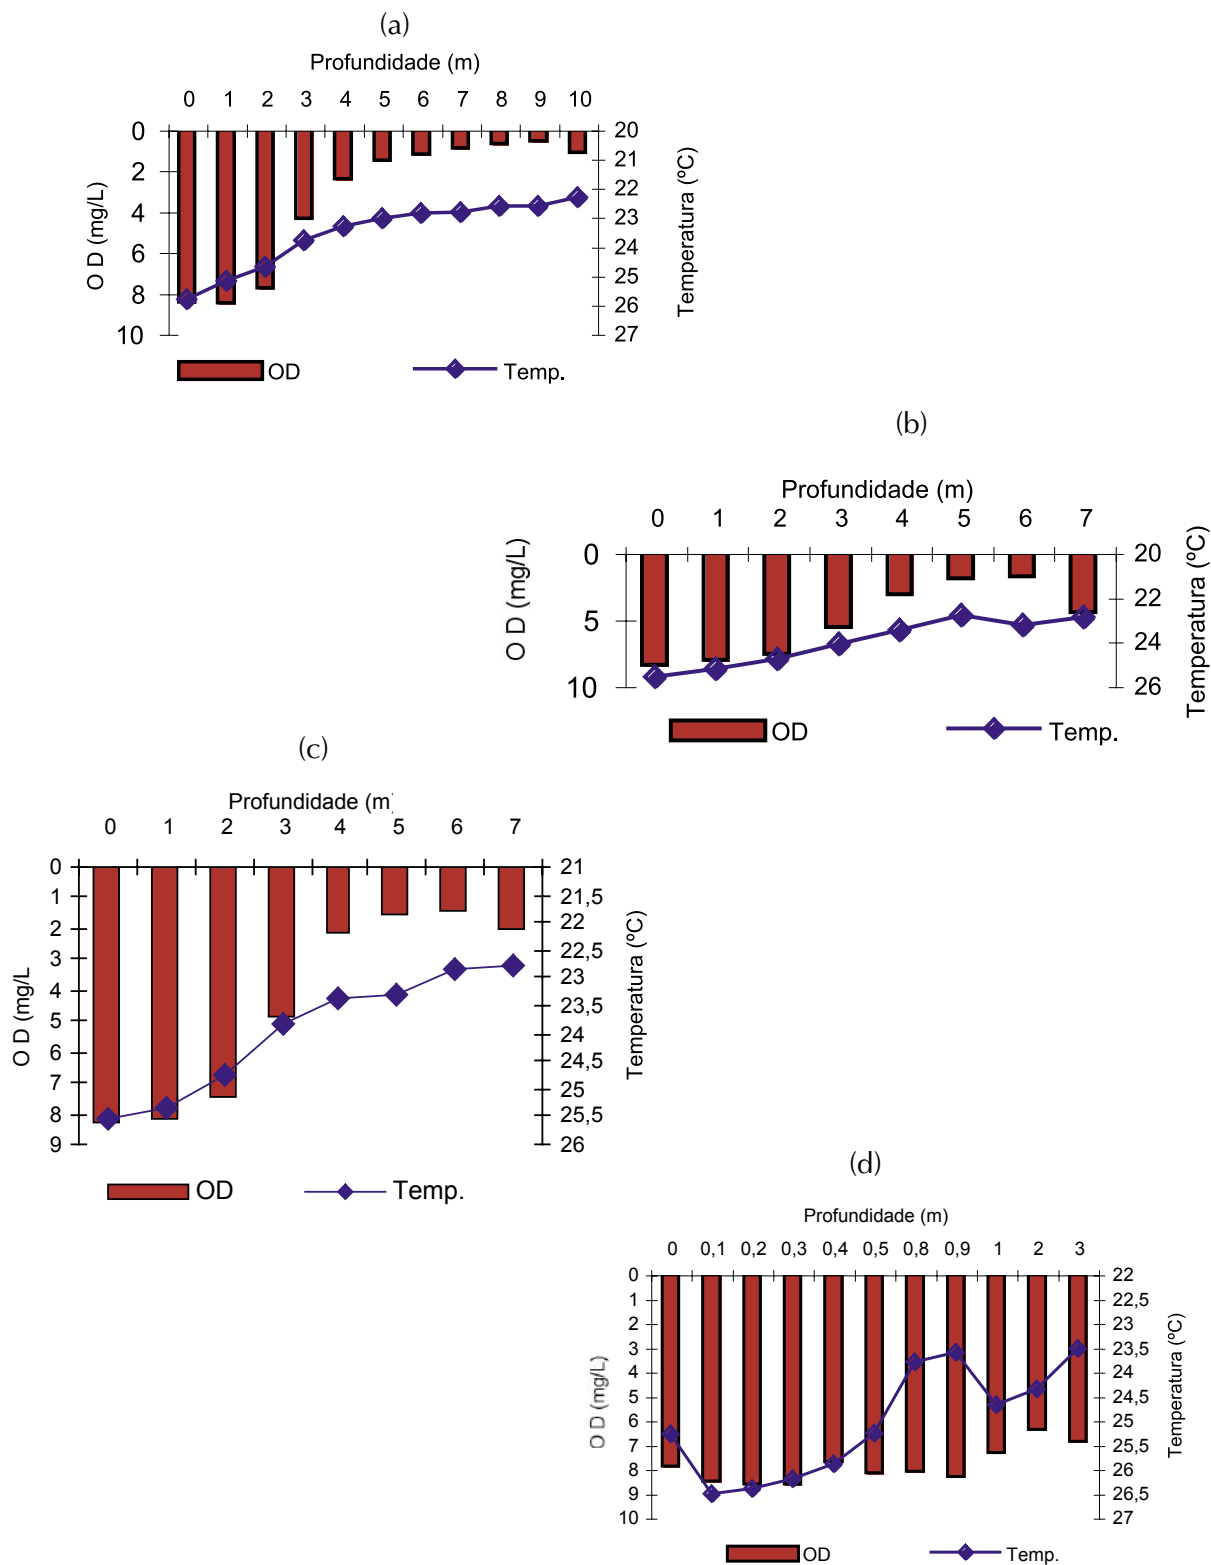 (a)
Profundidade (m)
0 1 2 3 4 5 6 7 8 9 10
0 2 4 6 8 10
O D (mg/L)
20 21 22 23 24 25 26 27
Temperatura (ºC)
OD Temp.
(b)
Profundidade (m)
0 1 2 3 4 5 6 7
0 5 10
O D (mg/L)
20 22 24 26
Temperatura (ºC)
OD Temp.
(c)
Profundidade (m)
0 1 2 3 4 5 6 7
0 1 2 3 4 5 6 7 8 9
O D (mg/L
21 21,5 22 22,5 23 23,5 24 24,5 25 25,5 26
Temperatura (ºC)
OD Temp.
(d)
Profundidade (m)
0 0,1 0,2 0,3 0,4 0,5 0,8 0,9 1 2 3
0 1 2 3 4 5 6 7 8 9 10
O D (mg/L)
22 22,5 23 23,5 24 24,5 25 25,5 26 26,5 27
Temperatura (ºC)
OD Temp.